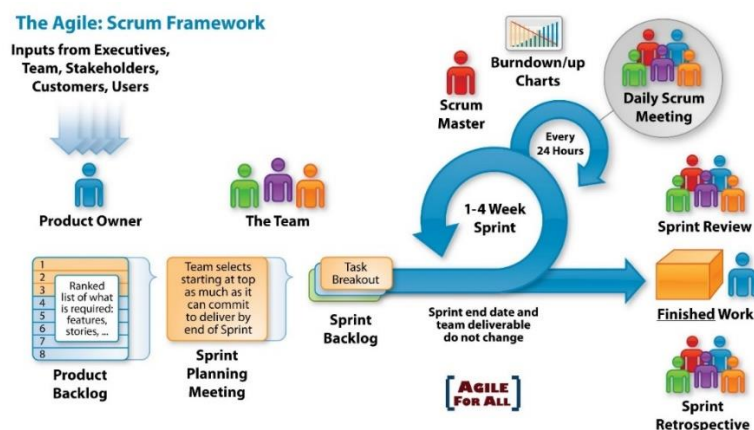 The Agile: Scrum Framework
Inputs from Executives,
Team, Stakeholders,
Customers, Users
Product Owner
The Team
Scrum
Master
Burndown/up
Charts
Daily Scrum
Meeting
Every
24 Hours
1-4 Week
Sprint
Sprint Review
1
2
3
4
5
6
7
8
Ranked
list of what
is required:
features,
stories, ...
Product
Backlog
Team selects
starting at top
as much as it
can commit
to deliver by
end of Sprint
Sprint
Planning
Meeting
Task
Breakout
Sprint
Backlog
Sprint end date and
team deliverable
do not change
Finished Work
Sprint
Retrospective
AGILE
FOR ALL